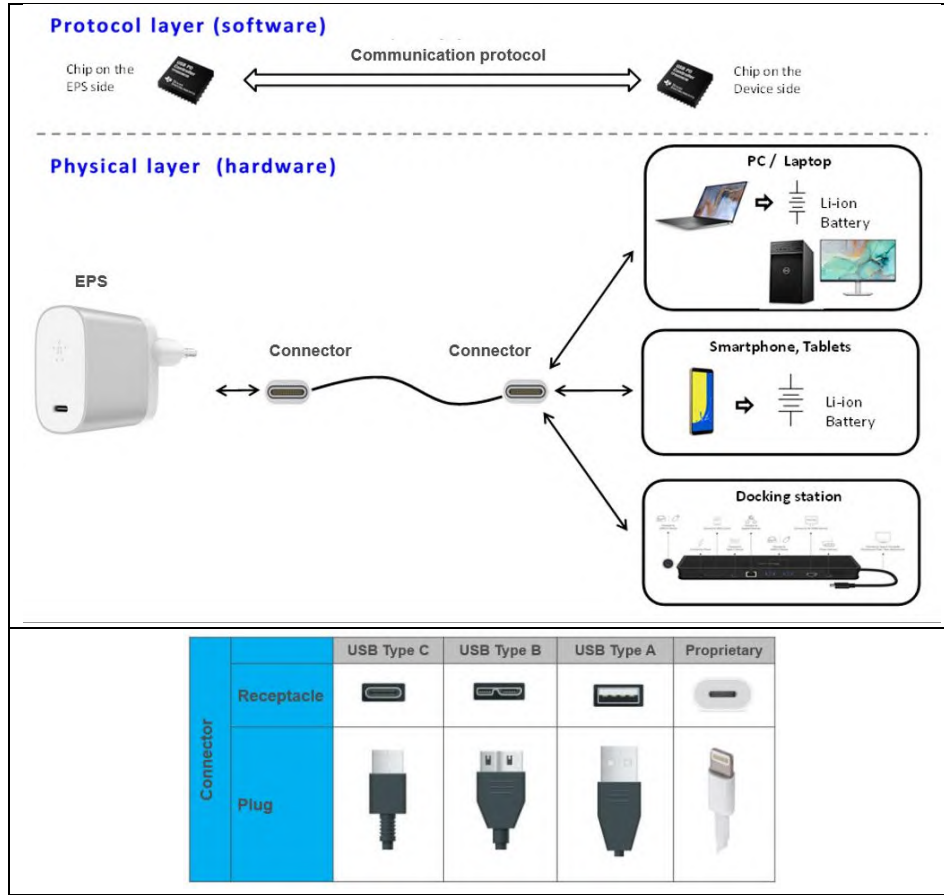 Protocol layer (software)
Communication protocol
Chip on the
EPS side
Chip on the
Device side
Physical layer (hardware)
PC / Laptop
Li-ion
Battery
EPS
Connector
Connector
Smartphone, Tablets
Li-ion
Battery
Docking station
USB Type C
USB Type B
USB Type A
Proprietary
Connector
Receptacle
Plug